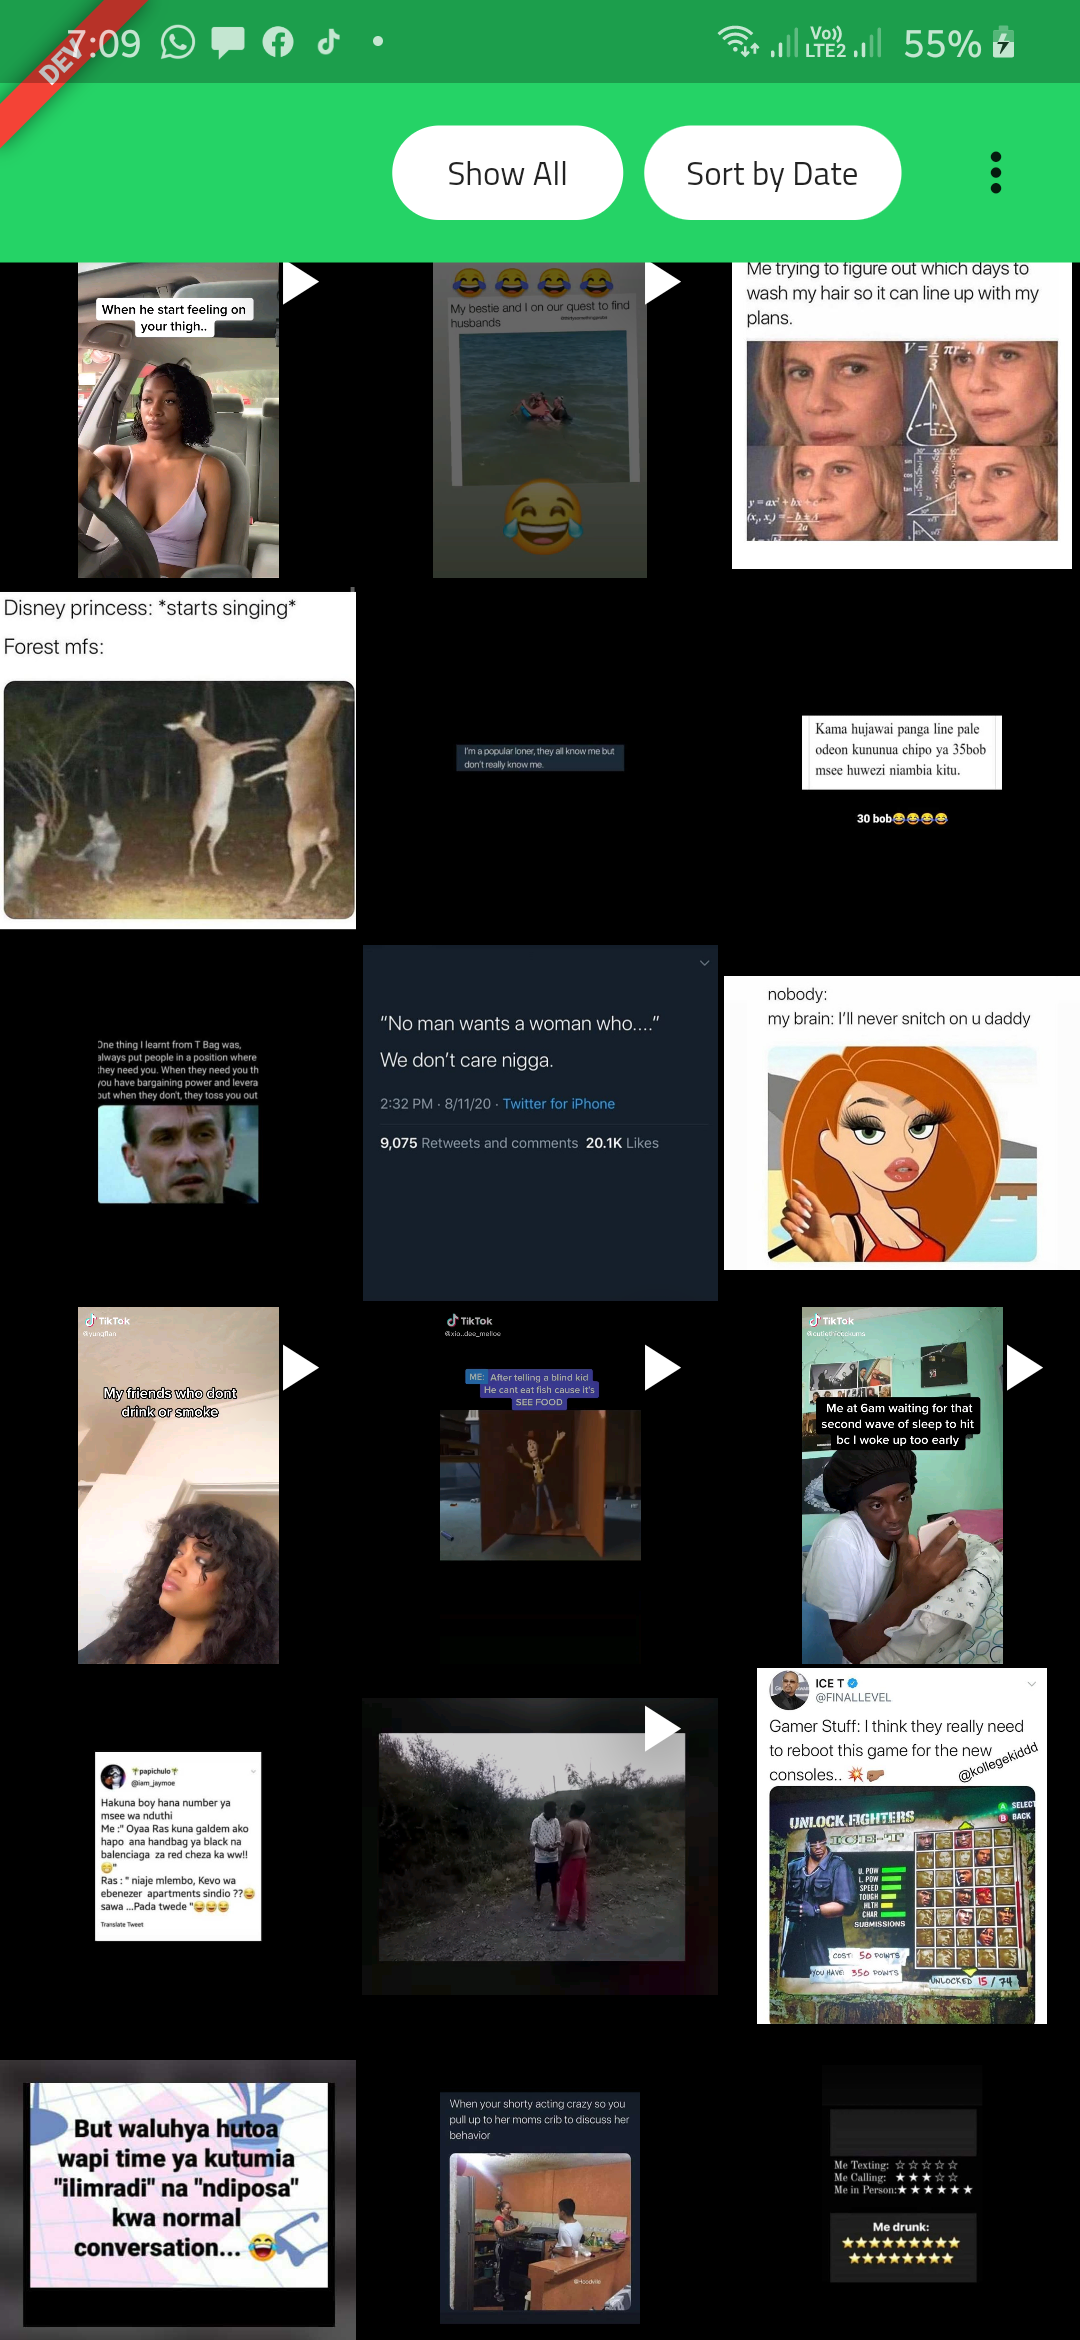 DEV
7:09
Vo))
LTE2
55%
Show All
Sort by Date
When he start feeling on
your thigh..
My bestie and I on our quest to find
husbands
Me trying to figure out which days to
wash my hair so it can line up with my
plans.
Disney princess: *starts singing*
Forest mfs:
I'm a popular loner, they all know me but
don't really know me.
Kama hujawai panga line pale
odeon kununua chipo ya 35bob
msee huwezi niambia kitu.
30 bob😂😂😂😂
One thing I learnt from T Bag was,
always put people in a position where
they need you. When they need you th
you have bargaining power and levera
but when they don't, they toss you out
“No man wants a woman who....”
We don’t care nigga.
2:32 PM · 8/11/20 · Twitter for iPhone
9,075 Retweets and comments 20.1K Likes
nobody:
my brain: I’ll never snitch on u daddy
TikTok
@yungflan
My friends who dont
drink or smoke
TikTok
@xio..dee_melloe
ME: After telling a blind kid
He cant eat fish cause it's
SEE FOOD
TikTok
Me at 6am waiting for that
second wave of sleep to hit
bc I woke up too early
🌴papichulo🌴
@iam_jaymoe
Hakuna boy hana number ya
msee wa nduthi
Me :" Oyaa Ras kuna galdem ako
hapo ana handbag ya black na
balenciaga za red cheza ka ww!!
😁"
Ras : " niaje mlembo, Kevo wa
ebenezer apartments sindio ??😄
sawa ...Pada twede "😂😂😂
Translate Tweet
ICE T
@FINALLEVEL
Gamer Stuff: I think they really need
to reboot this game for the new
consoles.. 💥🤛🏽
@kollegekiddd
UNLOCK FIGHTERS
A SELECT
B BACK
ICE-T
U. POW
L. POW
SPEED
TOUGH
HLTH
CHAR
SUBMISSIONS
COST: 50 POINTS
YOU HAVE: 350 POINTS
UNLOCKED 15 / 74
But waluhya hutoa
wapi time ya kutumia
"ilimradi" na "ndiposa"
kwa normal
conversation... 😂
When your shorty acting crazy so you
pull up to her moms crib to discuss her
behavior
@Hoodville
Me Texting: ☆☆☆☆☆
Me Calling: ★★★☆☆
Me in Person:★★★★★★
Me drunk:
⭐⭐⭐⭐⭐⭐⭐⭐⭐
⭐⭐⭐⭐⭐⭐⭐⭐